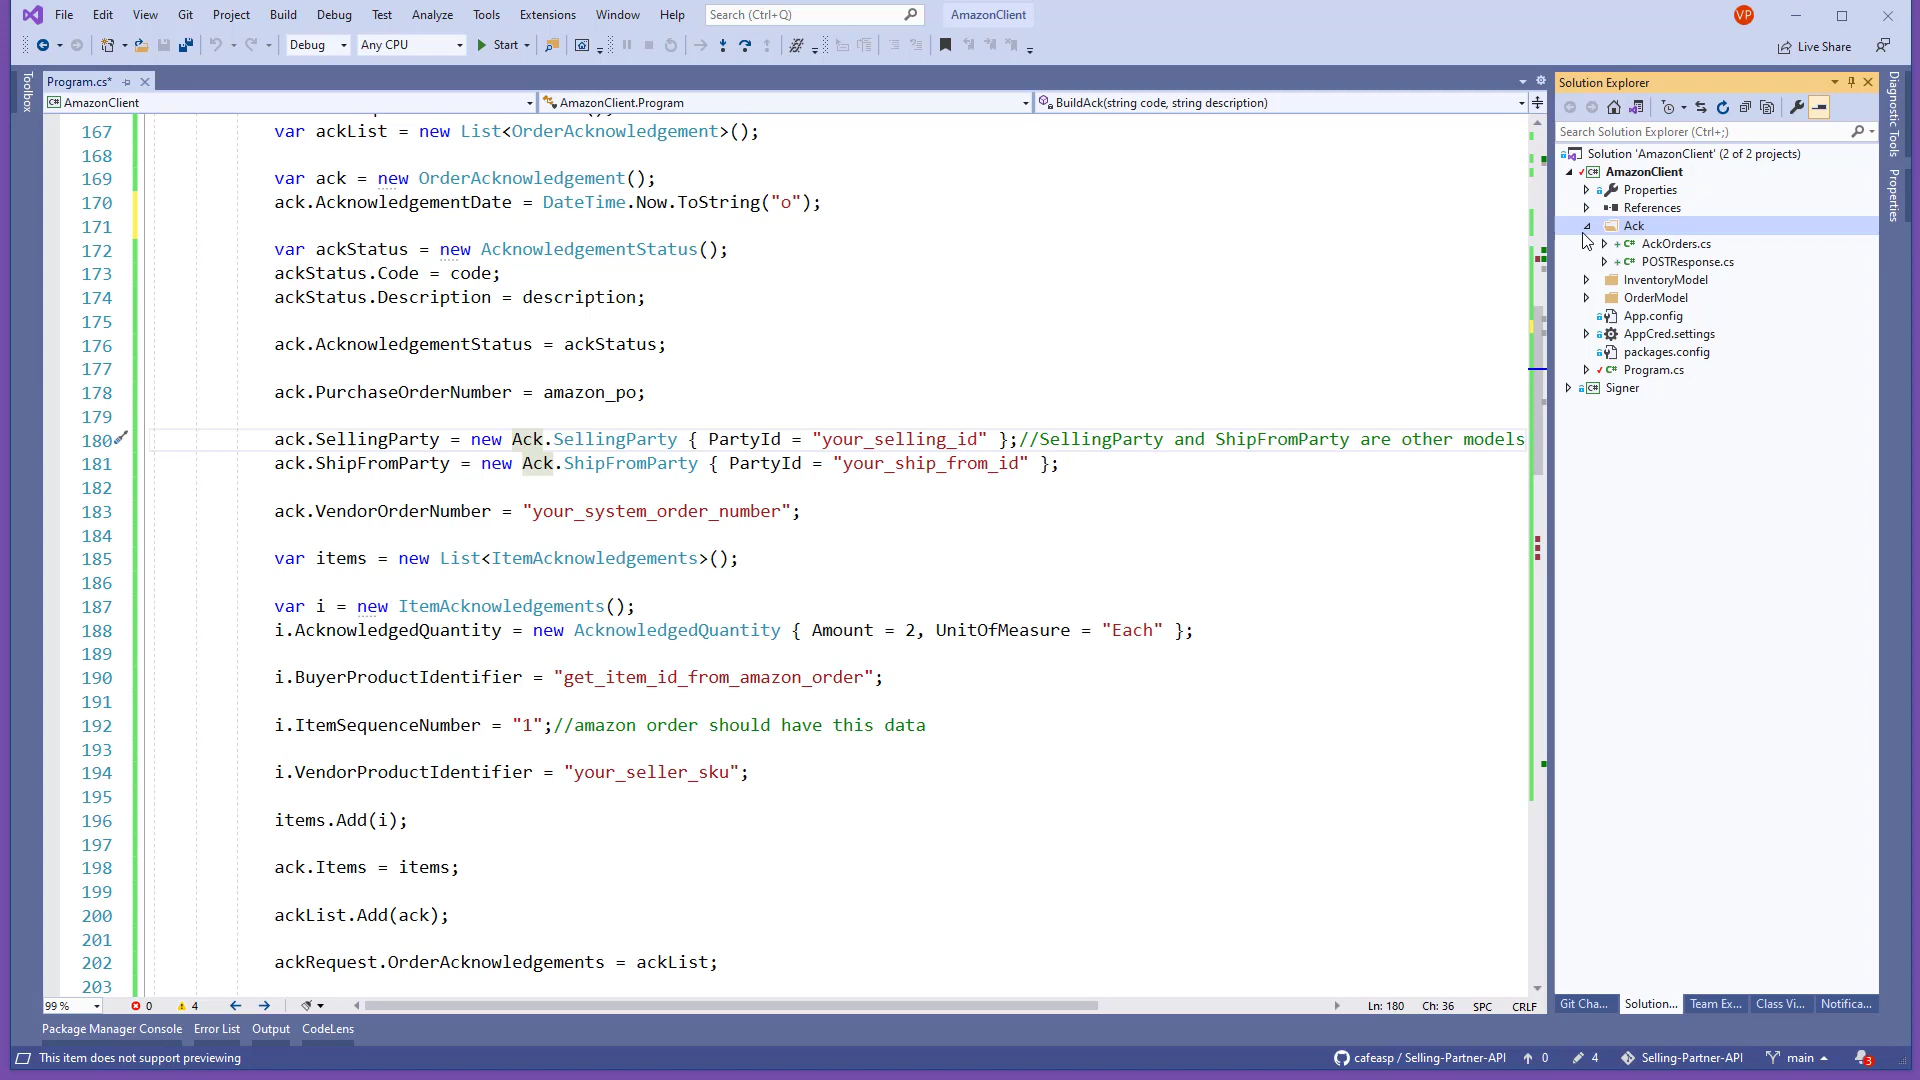 File Edit View Git Project Build Debug Test Analyze Tools Extensions Window Help Search (Ctrl+Q) AmazonClient VP
Debug Any CPU Start Live Share
Toolbox
Program.cs*
AmazonClient AmazonClient.Program BuildAck(string code, string description)
167 var ackList = new List<OrderAcknowledgement>();
168
169 var ack = new OrderAcknowledgement();
170 ack.AcknowledgementDate = DateTime.Now.ToString("o");
171
172 var ackStatus = new AcknowledgementStatus();
173 ackStatus.Code = code;
174 ackStatus.Description = description;
175
176 ack.AcknowledgementStatus = ackStatus;
177
178 ack.PurchaseOrderNumber = amazon_po;
179
180 ack.SellingParty = new Ack.SellingParty { PartyId = "your_selling_id" };//SellingParty and ShipFromParty are other models
181 ack.ShipFromParty = new Ack.ShipFromParty { PartyId = "your_ship_from_id" };
182
183 ack.VendorOrderNumber = "your_system_order_number";
184
185 var items = new List<ItemAcknowledgements>();
186
187 var i = new ItemAcknowledgements();
188 i.AcknowledgedQuantity = new AcknowledgedQuantity { Amount = 2, UnitOfMeasure = "Each" };
189
190 i.BuyerProductIdentifier = "get_item_id_from_amazon_order";
191
192 i.ItemSequenceNumber = "1";//amazon order should have this data
193
194 i.VendorProductIdentifier = "your_seller_sku";
195
196 items.Add(i);
197
198 ack.Items = items;
199
200 ackList.Add(ack);
201
202 ackRequest.OrderAcknowledgements = ackList;
203
99 % 0 4 Ln: 180 Ch: 36 SPC CRLF
Package Manager Console Error List Output CodeLens
Solution Explorer
Search Solution Explorer (Ctrl+;)
Solution 'AmazonClient' (2 of 2 projects)
C# AmazonClient
Properties
References
Ack
C# AckOrders.cs
C# POSTResponse.cs
InventoryModel
OrderModel
App.config
AppCred.settings
packages.config
C# Program.cs
C# Signer
Git Cha... Solution... Team Ex... Class Vi... Notifica...
Diagnostic Tools
Properties
This item does not support previewing cafeasp / Selling-Partner-API 0 4 Selling-Partner-API main 3